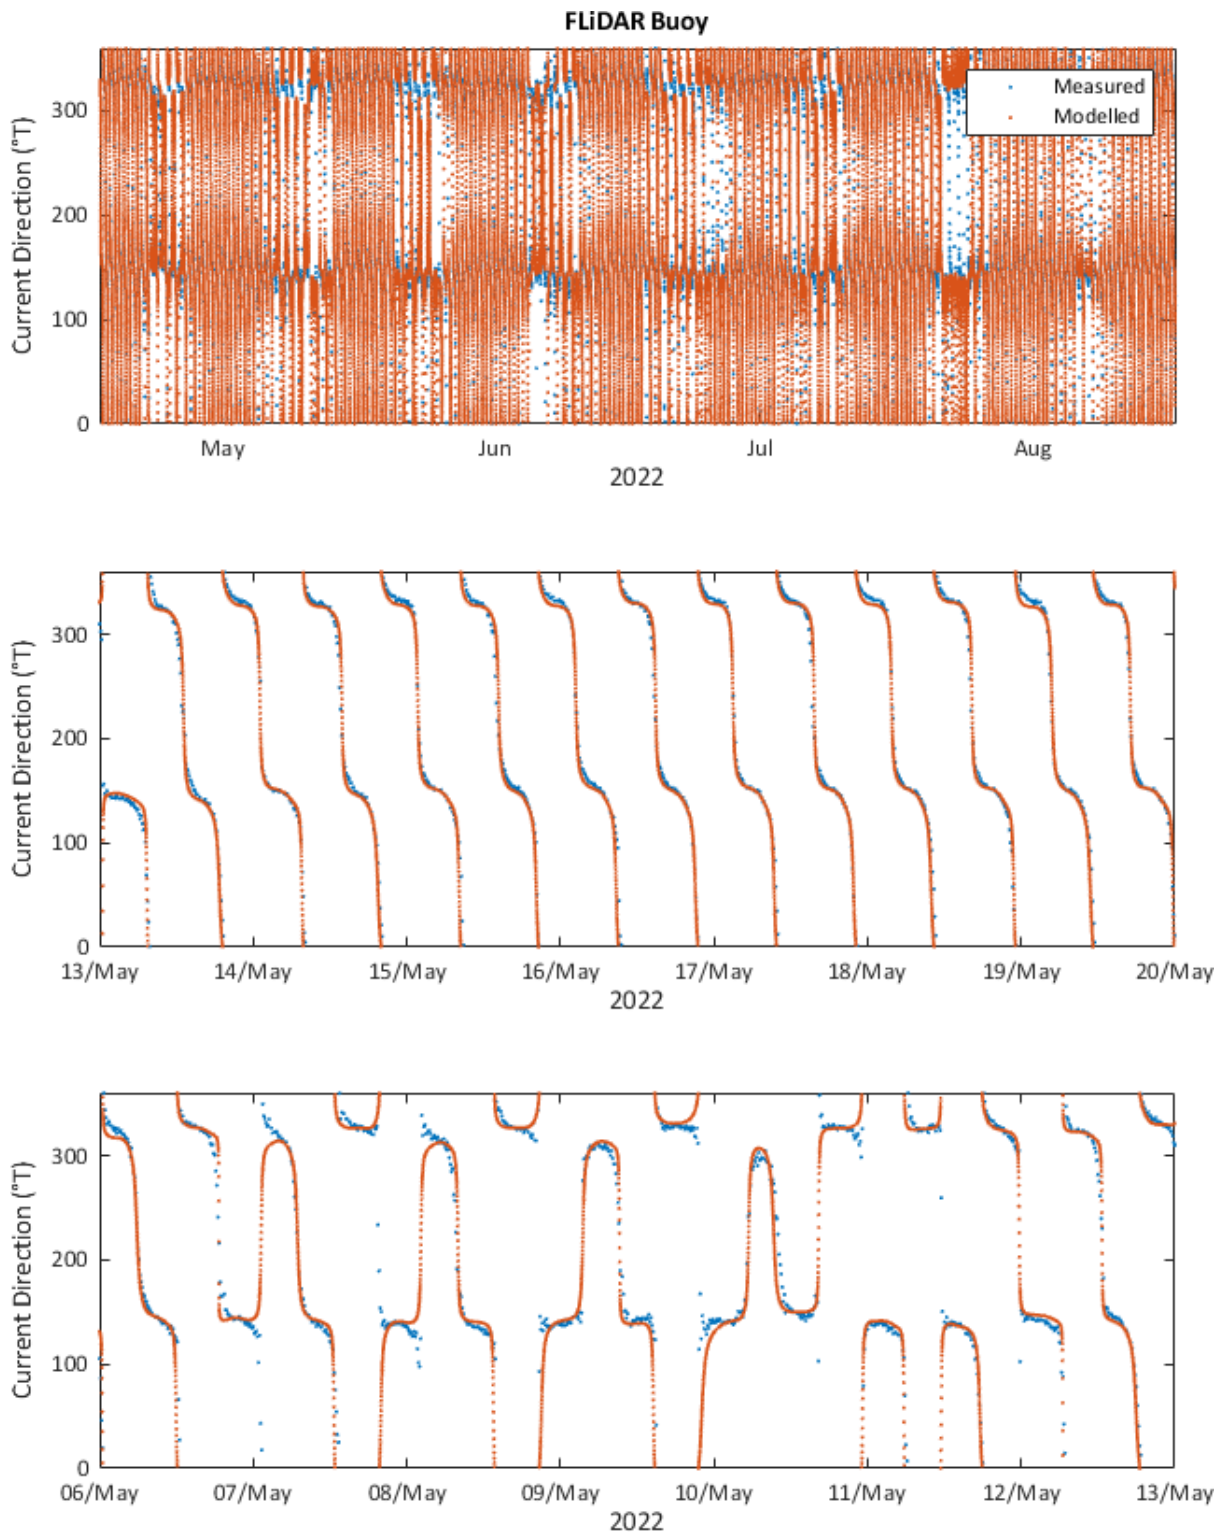 FLiDAR Buoy
Current Direction (°T)
300
200
100
0
Measured
Modelled
May Jun Jul Aug
2022
Current Direction (°T)
300
200
100
0
13/May 14/May 15/May 16/May 17/May 18/May 19/May 20/May
2022
Current Direction (°T)
300
200
100
0
06/May 07/May 08/May 09/May 10/May 11/May 12/May 13/May
2022